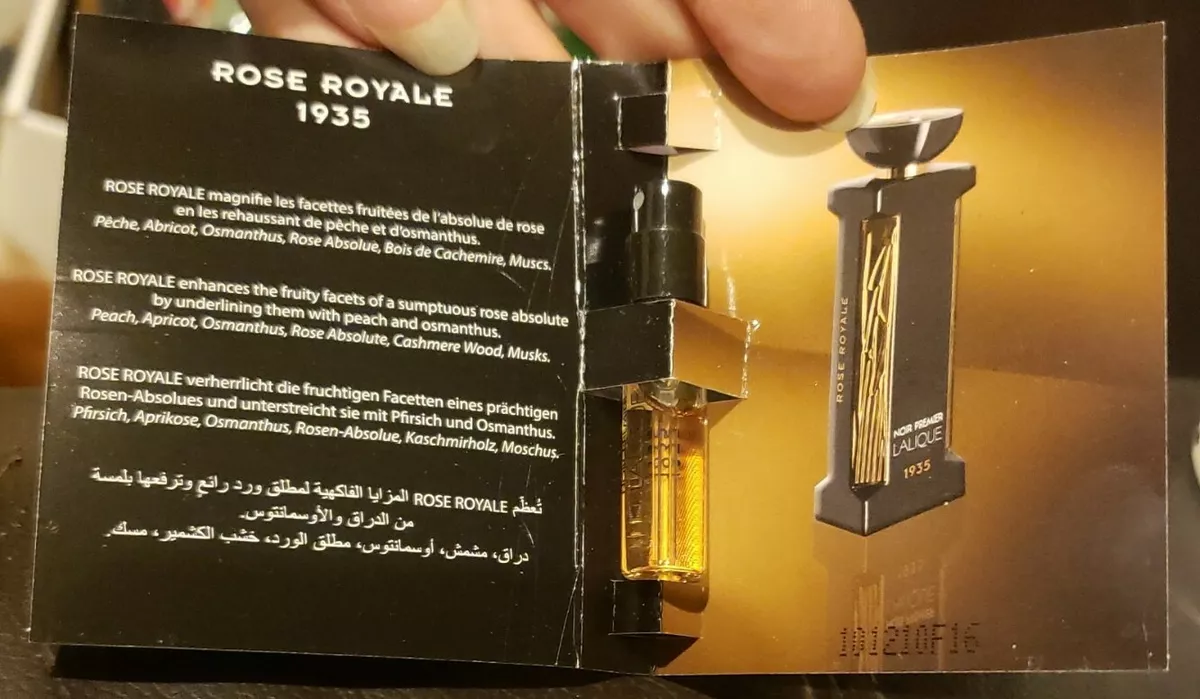 ROSE ROYALE
1935
ROSE ROYALE magnifie les facettes fruitées de l'absolue de rose
en les rehaussant de pèche et d'osmanthus.
Pêche, Abricot, Osmanthus, Rose Absolue, Bois de Cachemire, Muscs.
ROSE ROYALE enhances the fruity facets of a sumptuous rose absolute
by underlining them with peach and osmanthus.
Peach, Apricot, Osmanthus, Rose Absolute, Cashmere Wood, Musks.
ROSE ROYALE verherrlicht die fruchtigen Facetten eines prächtigen
Rosen-Absolues und unterstreicht sie mit Pfirsich und Osmanthus.
Pfirsich, Aprikose, Osmanthus, Rosen-Absolue, Kaschmirholz, Moschus.
تُعظّم ROSE ROYALE المزايا الفاكهية لمطلق ورد رائع وترفعها بلمسة
من الدراق والأوسمانتوس.
دراق، مشمش، أوسمانتوس، مطلق الورد، خشب الكشمير، مسك.
ROSE ROYALE
NOIR PREMIER
LALIQUE
1935